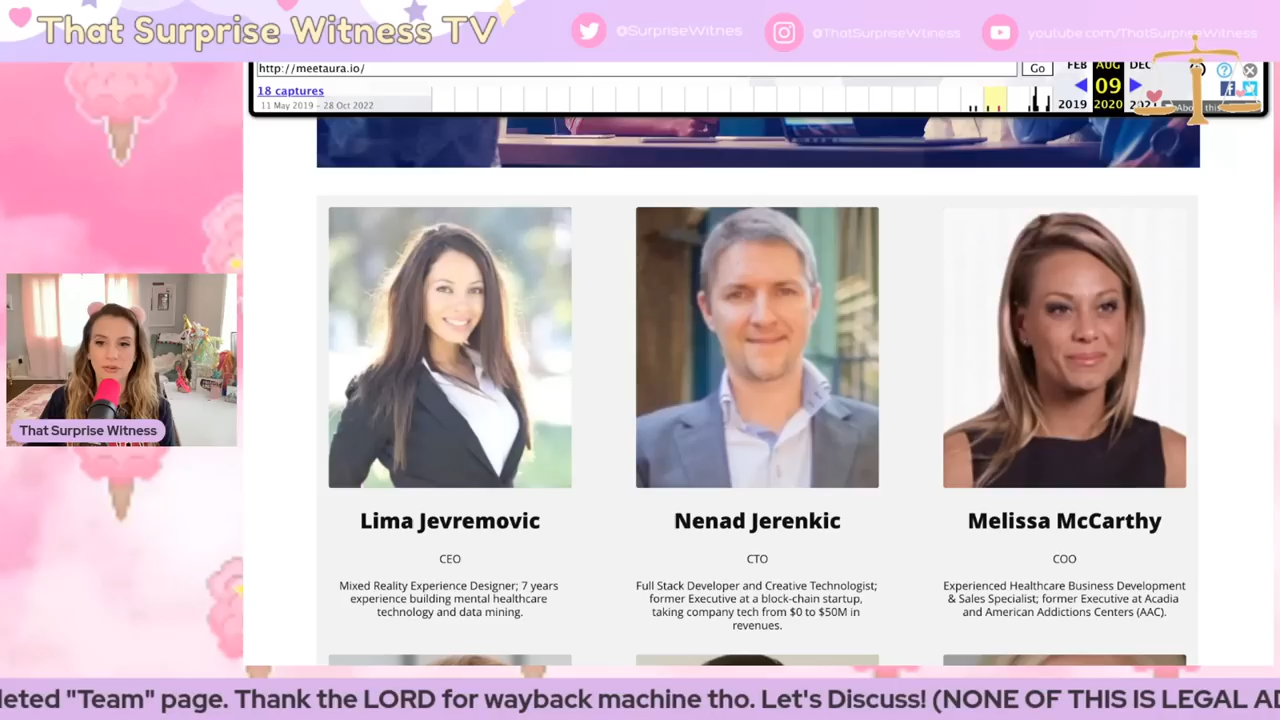 That Surprise Witness TV
@SurpriseWitnes
@ThatSurpriseWitness
youtube.com/ThatSurpriseWitness
http://meetaura.io/
Go
FEB
AUG
DEC
18 captures
09
11 May 2019 - 28 Oct 2022
2019
2020
About this
That Surprise Witness
Lima Jevremovic
Nenad Jerenkic
Melissa McCarthy
CEO
CTO
COO
Mixed Reality Experience Designer; 7 years
experience building mental healthcare
technology and data mining.
Full Stack Developer and Creative Technologist;
former Executive at a block-chain startup,
taking company tech from $0 to $50M in
revenues.
Experienced Healthcare Business Development
& Sales Specialist; former Executive at Acadia
and American Addictions Centers (AAC).
leted "Team" page. Thank the LORD for wayback machine tho. Let's Discuss! (NONE OF THIS IS LEGAL AD